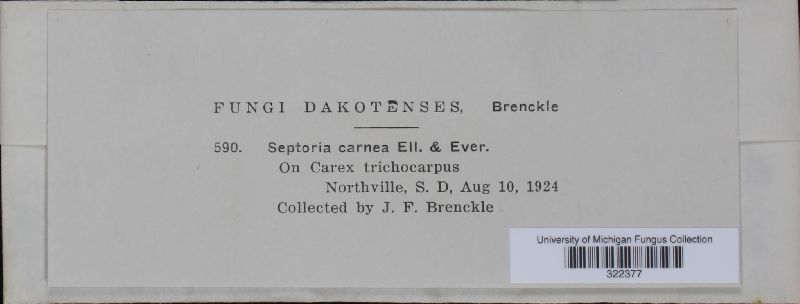 FUNGI DAKOTENSES, Brenckle
590. Septoria carnea Ell. & Ever.
On Carex trichocarpus
Northville, S. D, Aug 10, 1924
Collected by J. F. Brenckle
University of Michigan Fungus Collection
322377